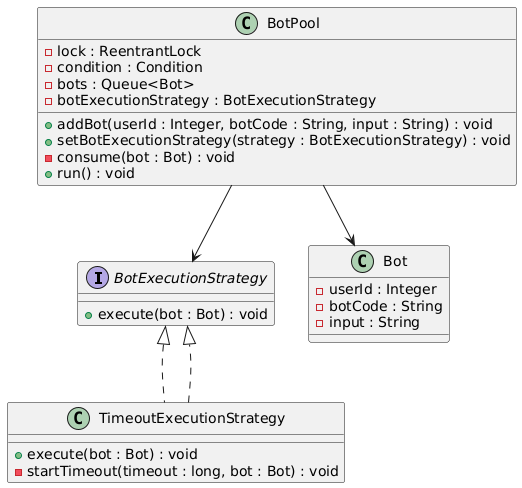 C BotPool
lock : ReentrantLock
condition : Condition
bots : Queue<Bot>
botExecutionStrategy : BotExecutionStrategy
addBot(userId : Integer, botCode : String, input : String) : void
setBotExecutionStrategy(strategy : BotExecutionStrategy) : void
consume(bot : Bot) : void
run() : void
I BotExecutionStrategy
execute(bot : Bot) : void
C Bot
userId : Integer
botCode : String
input : String
C TimeoutExecutionStrategy
execute(bot : Bot) : void
startTimeout(timeout : long, bot : Bot) : void